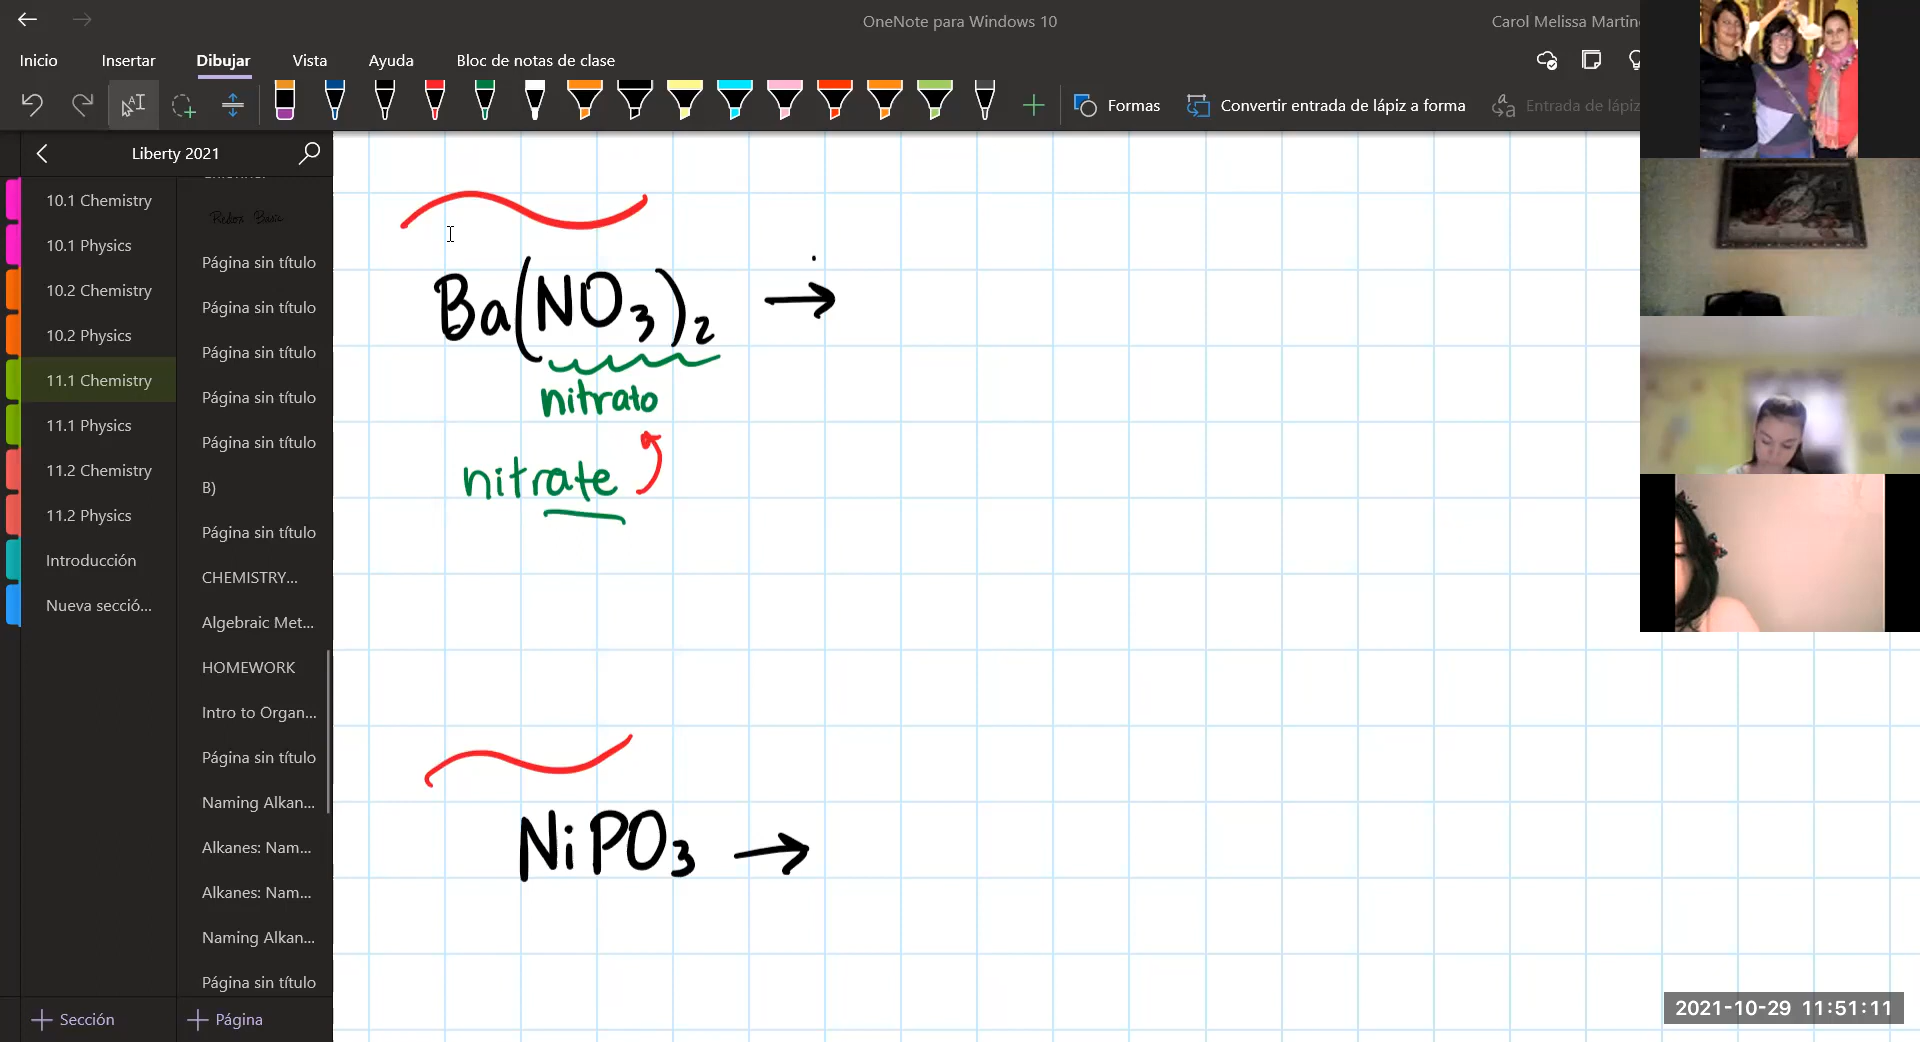 OneNote para Windows 10
Carol Melissa Martin
Inicio Insertar Dibujar Vista Ayuda Bloc de notas de clase
Formas Convertir entrada de lápiz a forma Entrada de lápiz
Liberty 2021
10.1 Chemistry
10.1 Physics
10.2 Chemistry
10.2 Physics
11.1 Chemistry
11.1 Physics
11.2 Chemistry
11.2 Physics
Introducción
Nueva secció...
Redox Basic
Página sin título
Página sin título
Página sin título
Página sin título
Página sin título
B)
Página sin título
CHEMISTRY...
Algebraic Met...
HOMEWORK
Intro to Organ...
Página sin título
Naming Alkan...
Alkanes: Nam...
Alkanes: Nam...
Naming Alkan...
Página sin título
Sección
Página
Ba(NO₃)₂ →
nitrato
nitrate
NiPO₃ →
2021-10-29 11:51:11